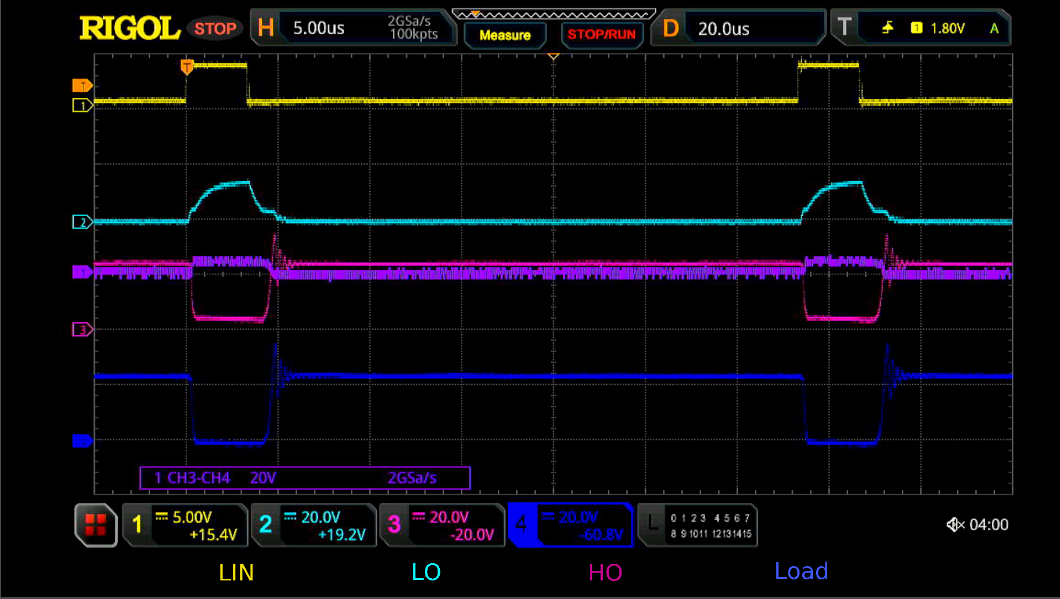 RIGOL STOP H 5.00us 2GSa/s 100kpts Measure STOP/RUN D 20.0us T 1 1.80V A
T
T
1
2
1
3
1 CH3-CH4 20V 2GSa/s
1 5.00V +15.4V 2 20.0V +19.2V 3 20.0V -20.0V 4 20.0V -60.8V L 0 1 2 3 4 5 6 7
8 9 10 11 12 13 14 15
04:00
LIN LO HO Load